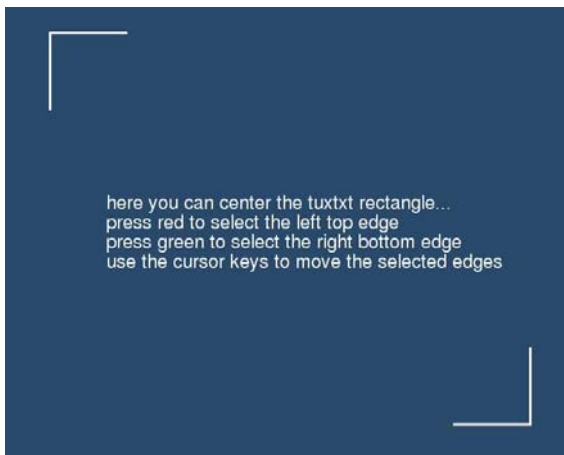 here you can center the tuxtxt rectangle...
press red to select the left top edge
press green to select the right bottom edge
use the cursor keys to move the selected edges